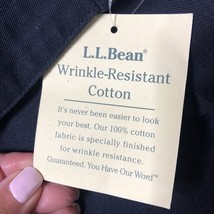 L.L.Bean®
Wrinkle-Resistant
Cotton
It's never been easier to look
your best. Our 100% cotton
fabric is specially finished
for wrinkle resistance.
Guaranteed. You Have Our Word™